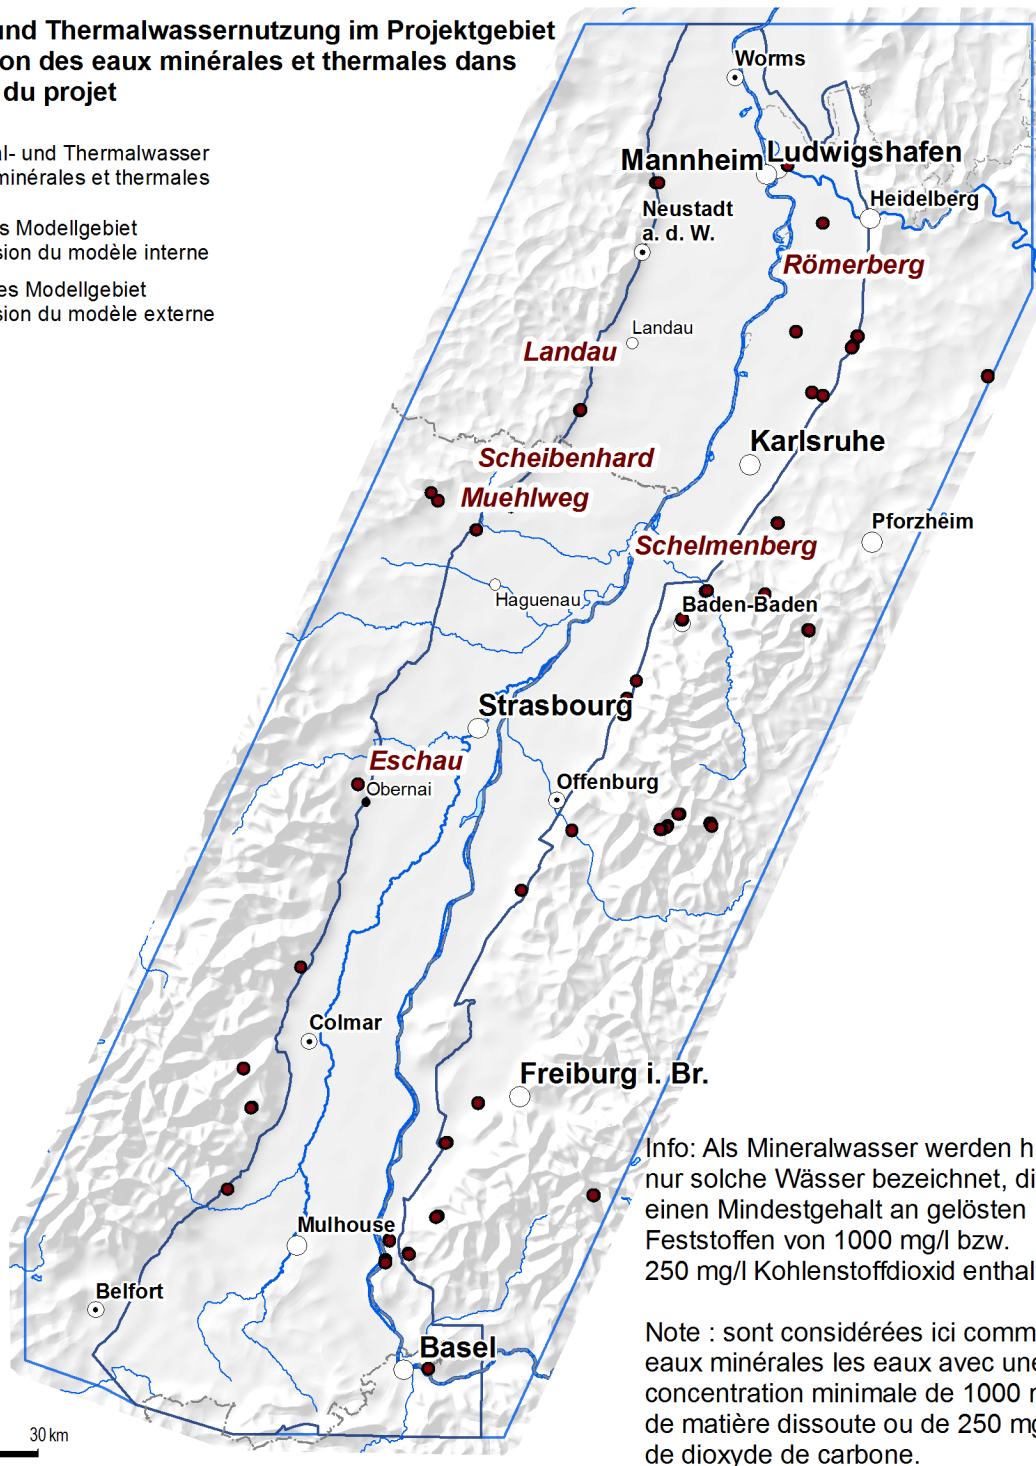 und Thermalwassernutzung im Projektgebiet
on des eaux minérales et thermales dans
du projet
al- und Thermalwasser
minérales et thermales
s Modellgebiet
sion du modèle interne
es Modellgebiet
sion du modèle externe
Worms
Mannheim
Ludwigshafen
Heidelberg
Neustadt
a. d. W.
Römerberg
Landau
Landau
Karlsruhe
Scheibenhard
Muehlweg
Pforzheim
Schelmenberg
Haguenau
Baden-Baden
Strasbourg
Eschau
Obernai
Offenburg
Colmar
Freiburg i. Br.
Mulhouse
Belfort
Basel
30 km
Info: Als Mineralwasser werden h
nur solche Wässer bezeichnet, di
einen Mindestgehalt an gelösten
Feststoffen von 1000 mg/l bzw.
250 mg/l Kohlenstoffdioxid enthal
Note : sont considérées ici comm
eaux minérales les eaux avec une
concentration minimale de 1000 m
de matière dissoute ou de 250 mg
de dioxyde de carbone.